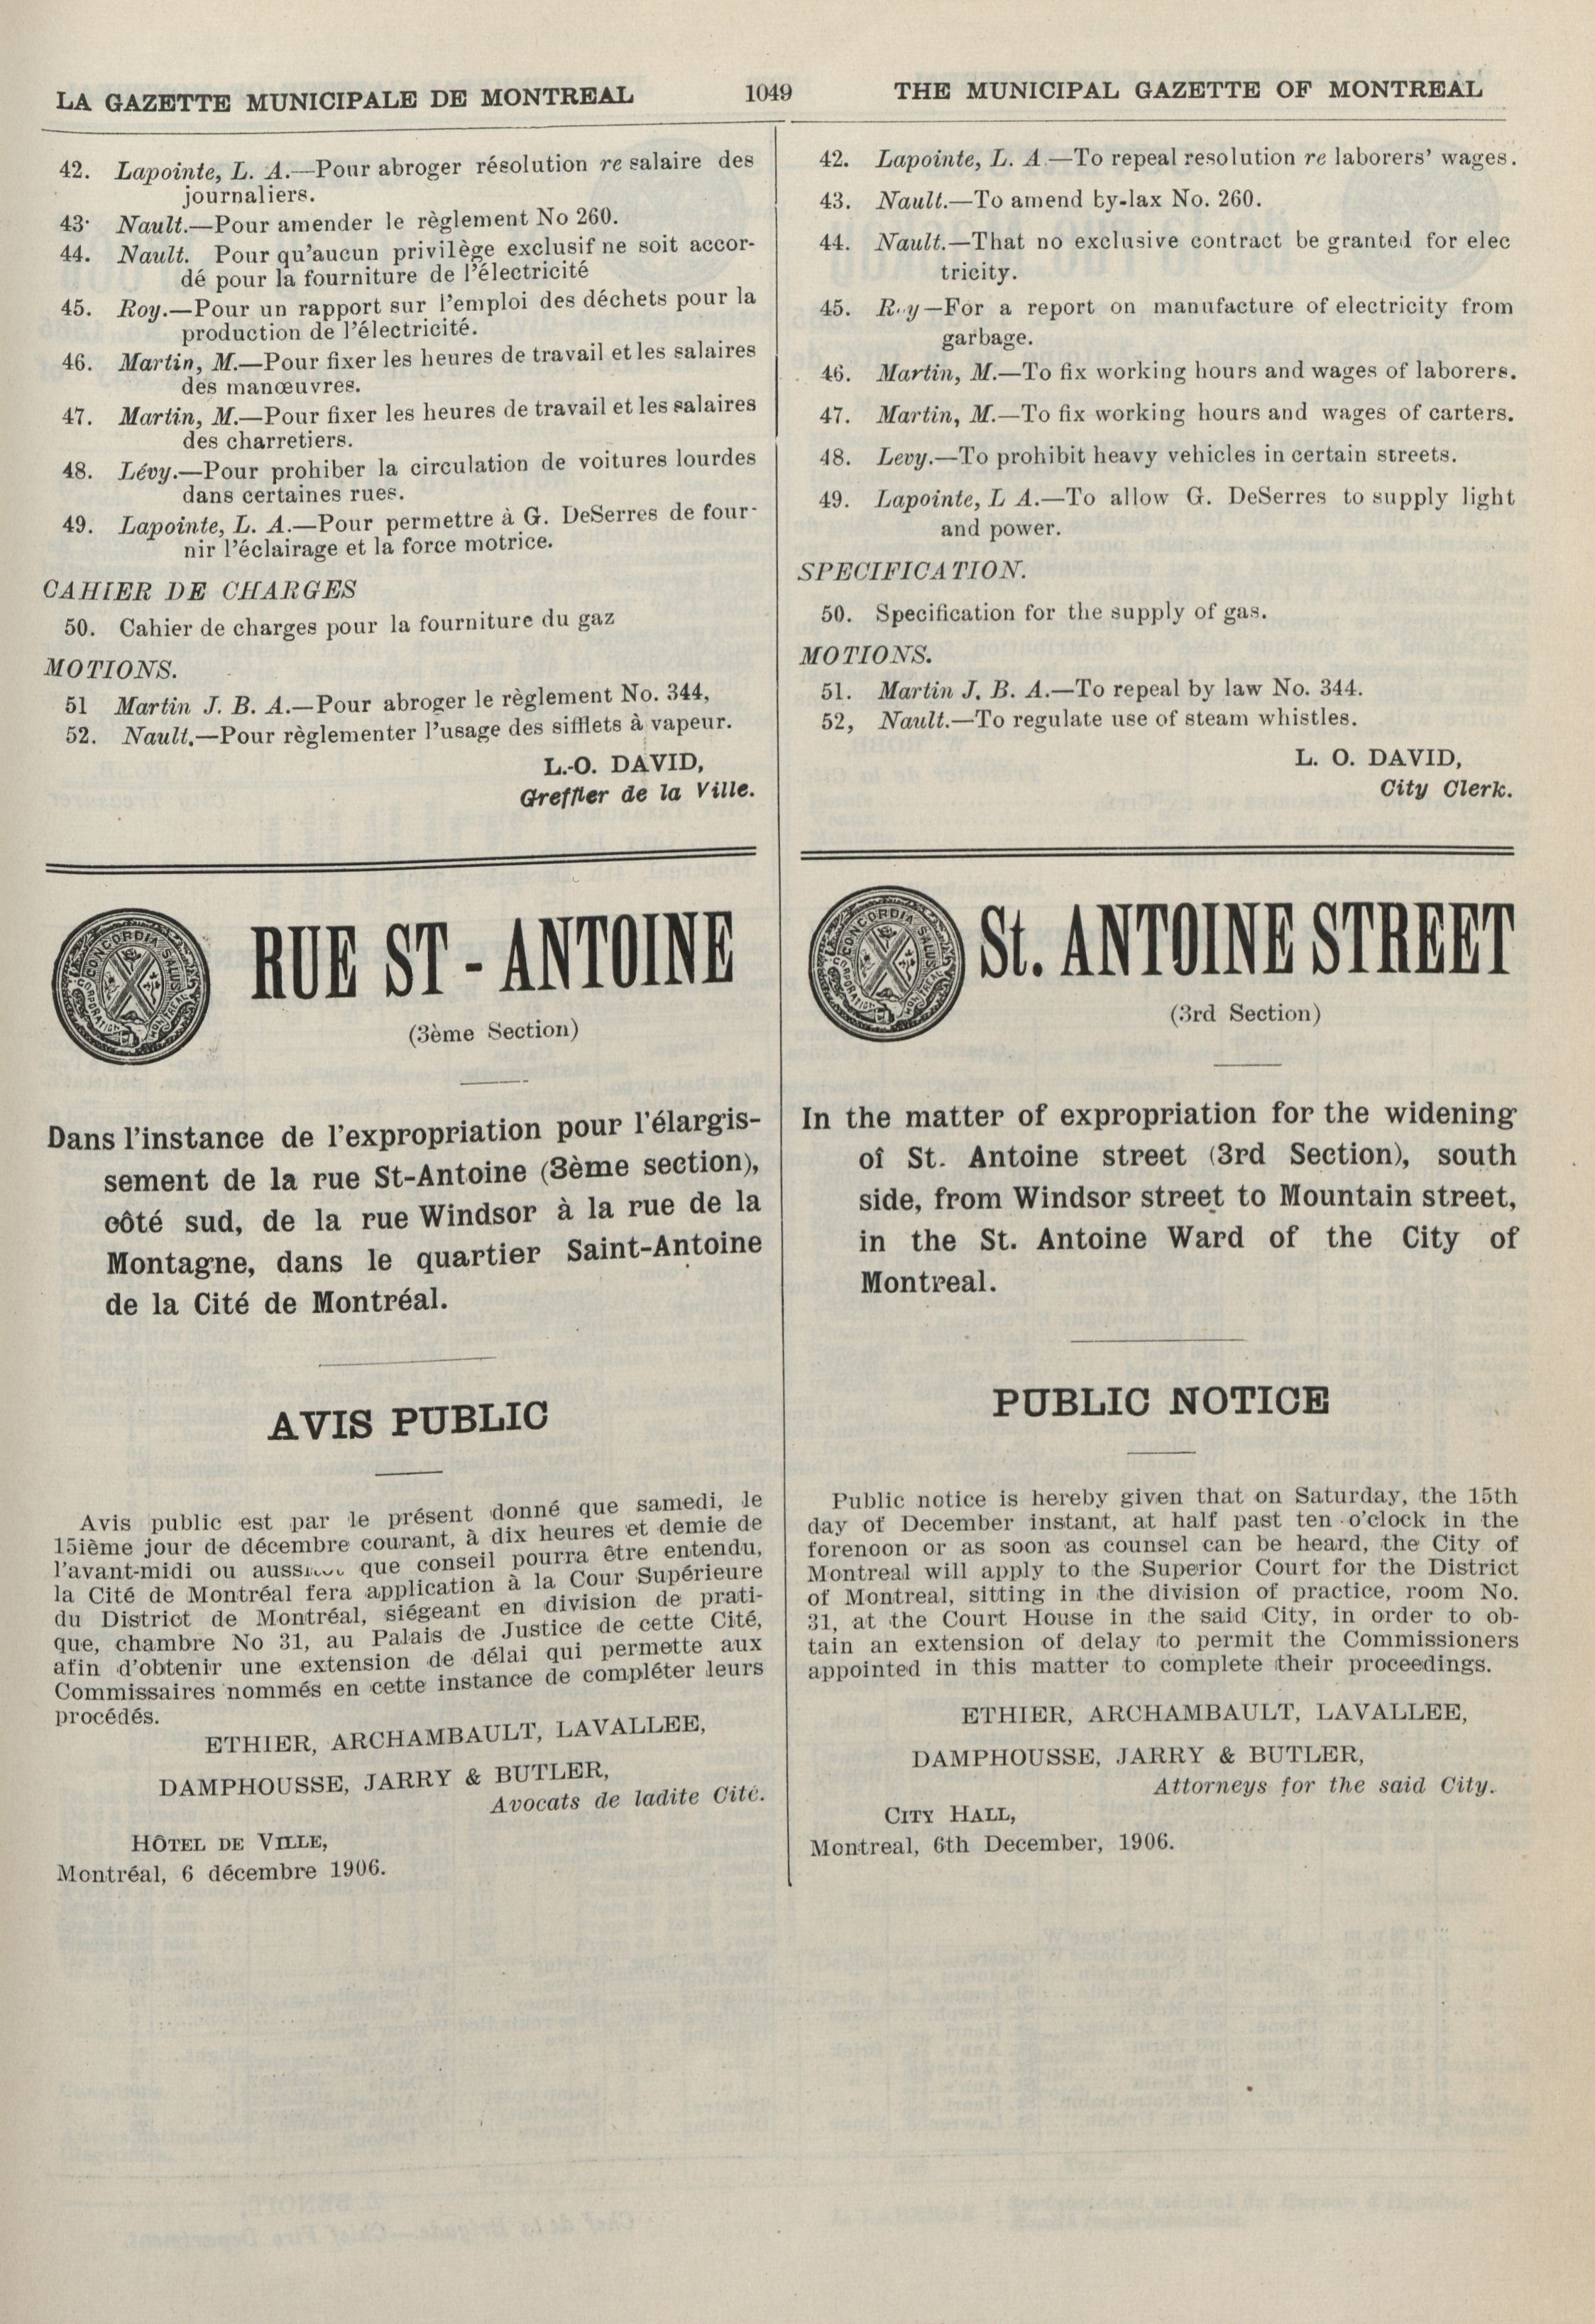 LA GAZETTE MUNICIPALE DE MONTREAL
1049
THE MUNICIPAL GAZETTE OF MONTREAL
42. Lapointe, L. A.—Pour abroger résolution re salaire des
journaliers.
43· Nault.—Pour amender le règlement No 260.
44. Nault. Pour qu'aucun privilège exclusif ne soit accor-
dé pour la fourniture de l'électricité
45. Roy.—Pour un rapport sur l'emploi des déchets pour la
production de l'électricité.
46. Martin, M.—Pour fixer les heures de travail et les salaires
des manœuvres.
47. Martin, M.—Pour fixer les heures de travail et les salaires
des charretiers.
48. Lévy.—Pour prohiber la circulation de voitures lourdes
dans certaines rues.
49. Lapointe, L. A.—Pour permettre à G. DeSerres de four-
nir l'éclairage et la force motrice.
CAHIER DE CHARGES
50. Cahier de charges pour la fourniture du gaz
MOTIONS.
51 Martin J. B. A.—Pour abroger le règlement No. 344,
52. Nault.—Pour règlementer l'usage des sifflets à vapeur.
L.-O. DAVID,
Greffier de la Ville.
RUE ST-ANTOINE
CONCORDIA SALUS
CORPORATION MONTREAL
(3ème Section)
Dans l'instance de l'expropriation pour l'élargis-
sement de la rue St-Antoine (3ème section),
côté sud, de la rue Windsor à la rue de la
Montagne, dans le quartier Saint-Antoine
de la Cité de Montréal.
AVIS PUBLIC
Avis public est par le présent donné que samedi, le
15ième jour de décembre courant, à dix heures et demie de
l'avant-midi ou que conseil pourra être entendu,
la Cité de Montréal fera application à la Cour Supérieure
du District de Montréal, siégeant en division de prati-
que, chambre No 31, au Palais de Justice de cette Cité,
afin d'obtenir une extension de délai qui permette aux
Commissaires nommés en cette instance de compléter leurs
procédés.
ETHIER, ARCHAMBAULT, LAVALLEE,
DAMPHOUSSE, JARRY & BUTLER,
Avocats de ladite Cité.
HÔTEL DE VILLE,
Montréal, 6 décembre 1906.
42. Lapointe, L. A.—To repeal resolution re laborers' wages.
43. Nault.—To amend by-lax No. 260.
44. Nault.—That no exclusive contract be granted for elec
tricity.
45. —For a report on manufacture of electricity from
garbage.
46. Martin, M.—To fix working hours and wages of laborers.
47. Martin, M.—To fix working hours and wages of carters.
48. Levy.—To prohibit heavy vehicles in certain streets.
49. Lapointe, L A.—To allow G. DeSerres to supply light
and power.
SPECIFICATION.
50. Specification for the supply of gas.
MOTIONS.
51. Martin J. B. A.—To repeal by law No. 344.
52, Nault.—To regulate use of steam whistles.
L. O. DAVID,
City Clerk.
St. ANTOINE STREET
CONCORDIA SALUS
CORPORATION MONTREAL
(3rd Section)
In the matter of expropriation for the widening
of St. Antoine street (3rd Section), south
side, from Windsor street to Mountain street,
in the St. Antoine Ward of the City of
Montreal.
PUBLIC NOTICE
Public notice is hereby given that on Saturday, the 15th
day of December instant, at half past ten o'clock in the
forenoon or as soon as counsel can be heard, the City of
Montreal will apply to the Superior Court for the District
of Montreal, sitting in the division of practice, room No.
31, at the Court House in the said City, in order to ob-
tain an extension of delay to permit the Commissioners
appointed in this matter to complete their proceedings.
ETHIER, ARCHAMBAULT, LAVALLEE,
DAMPHOUSSE, JARRY & BUTLER,
Attorneys for the said City.
CITY HALL,
Montreal, 6th December, 1906.